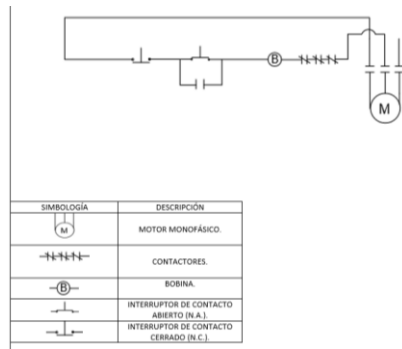 B
M
SIMBOLOGÍA DESCRIPCIÓN
M MOTOR MONOFÁSICO.
CONTACTORES.
B BOBINA.
INTERRUPTOR DE CONTACTO
ABIERTO (N.A.).
INTERRUPTOR DE CONTACTO
CERRADO (N.C.).